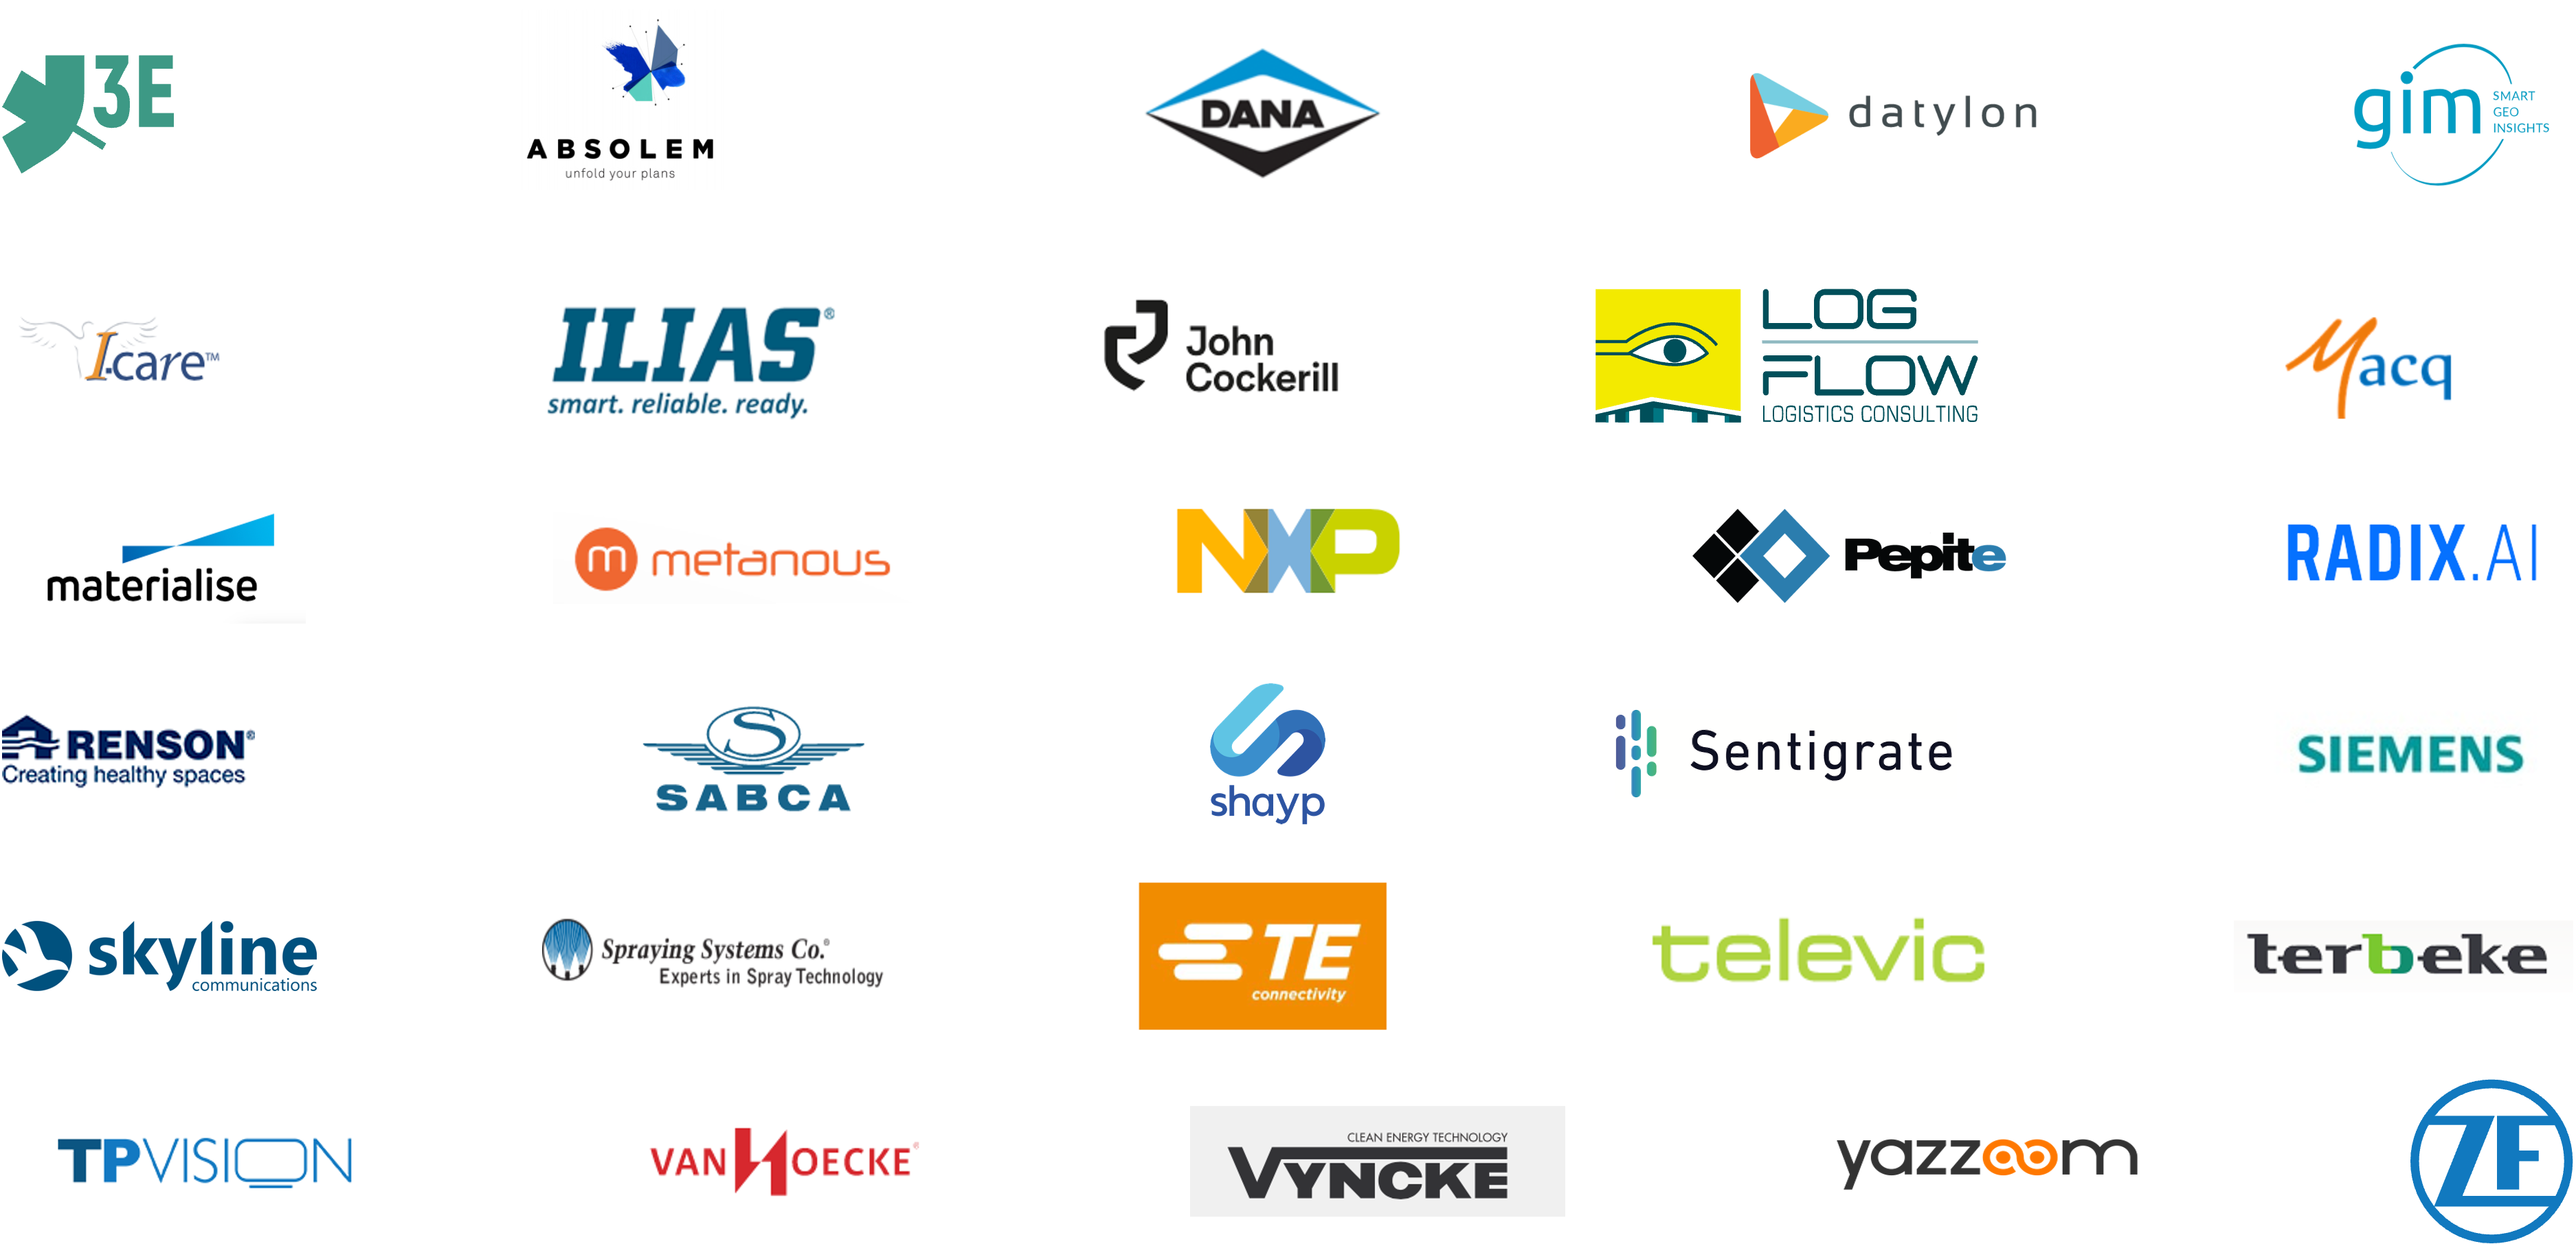 3E
ABSOLEM
unfold your plans
DANA
datylon
gim
SMART
GEO
INSIGHTS
I-care™
ILIAS®
smart. reliable. ready.
John
Cockerill
LOG
FLOW
LOGISTICS CONSULTING
Macq
materialise
metanous
NXP
Pepite
RADIX.AI
RENSON®
Creating healthy spaces
S
SABCA
shayp
Sentigrate
SIEMENS
skyline
communications
Spraying Systems Co.®
Experts in Spray Technology
TE
connectivity
televic
terbeke
TPVISION
VANHOECKE®
CLEAN ENERGY TECHNOLOGY
VYNCKE
yazzoom
ZF